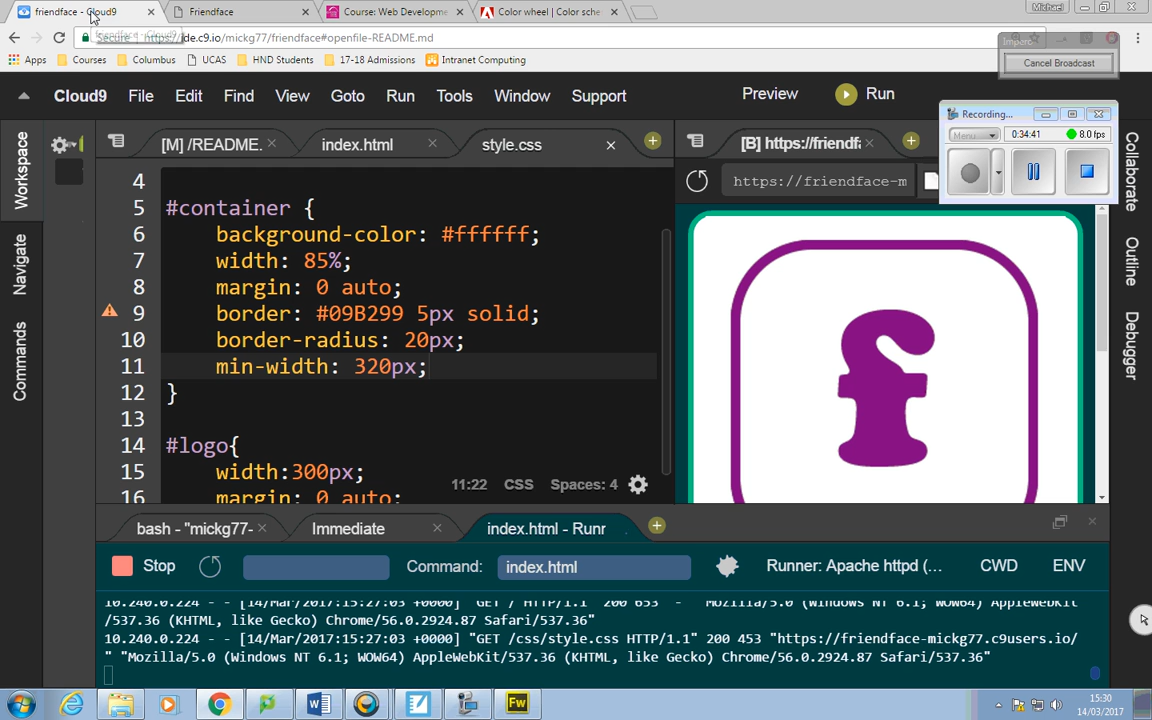 friendface - Cloud9
Friendface
Course: Web Developme
Color wheel | Color sche
Michael
Secure
https://ide.c9.io/mickg77/friendface#openfile-README.md
Impero
Apps
Courses
Columbus
UCAS
HND Students
17-18 Admissions
Intranet Computing
Cancel Broadcast
Cloud9 File Edit Find View Goto Run Tools Window Support Preview Run
Recording...
Menu
0:34:41
8.0 fps
Workspace
Navigate
Commands
[M] /README.
index.html
style.css
[B] https://friendfa
https://friendface-m
4
5 #container {
6 background-color: #ffffff;
7 width: 85%;
8 margin: 0 auto;
9 border: #09B299 5px solid;
10 border-radius: 20px;
11 min-width: 320px;
12 }
13
14 #logo{
15 width:300px;
16 margin: 0 auto;
11:22 CSS Spaces: 4
f
Collaborate
Outline
Debugger
bash - "mickg77-
Immediate
index.html - Runr
Stop
Command:
index.html
Runner: Apache httpd (...
CWD
ENV
10.240.0.224 - - [14/Mar/2017:15:27:03 +0000] "GET / HTTP/1.1" 200 653 "-" "Mozilla/5.0 (Windows NT 6.1; WOW64) AppleWebKit
/537.36 (KHTML, like Gecko) Chrome/56.0.2924.87 Safari/537.36"
10.240.0.224 - - [14/Mar/2017:15:27:03 +0000] "GET /css/style.css HTTP/1.1" 200 453 "https://friendface-mickg77.c9users.io/
" "Mozilla/5.0 (Windows NT 6.1; WOW64) AppleWebKit/537.36 (KHTML, like Gecko) Chrome/56.0.2924.87 Safari/537.36"
Fw
15:30
14/03/2017